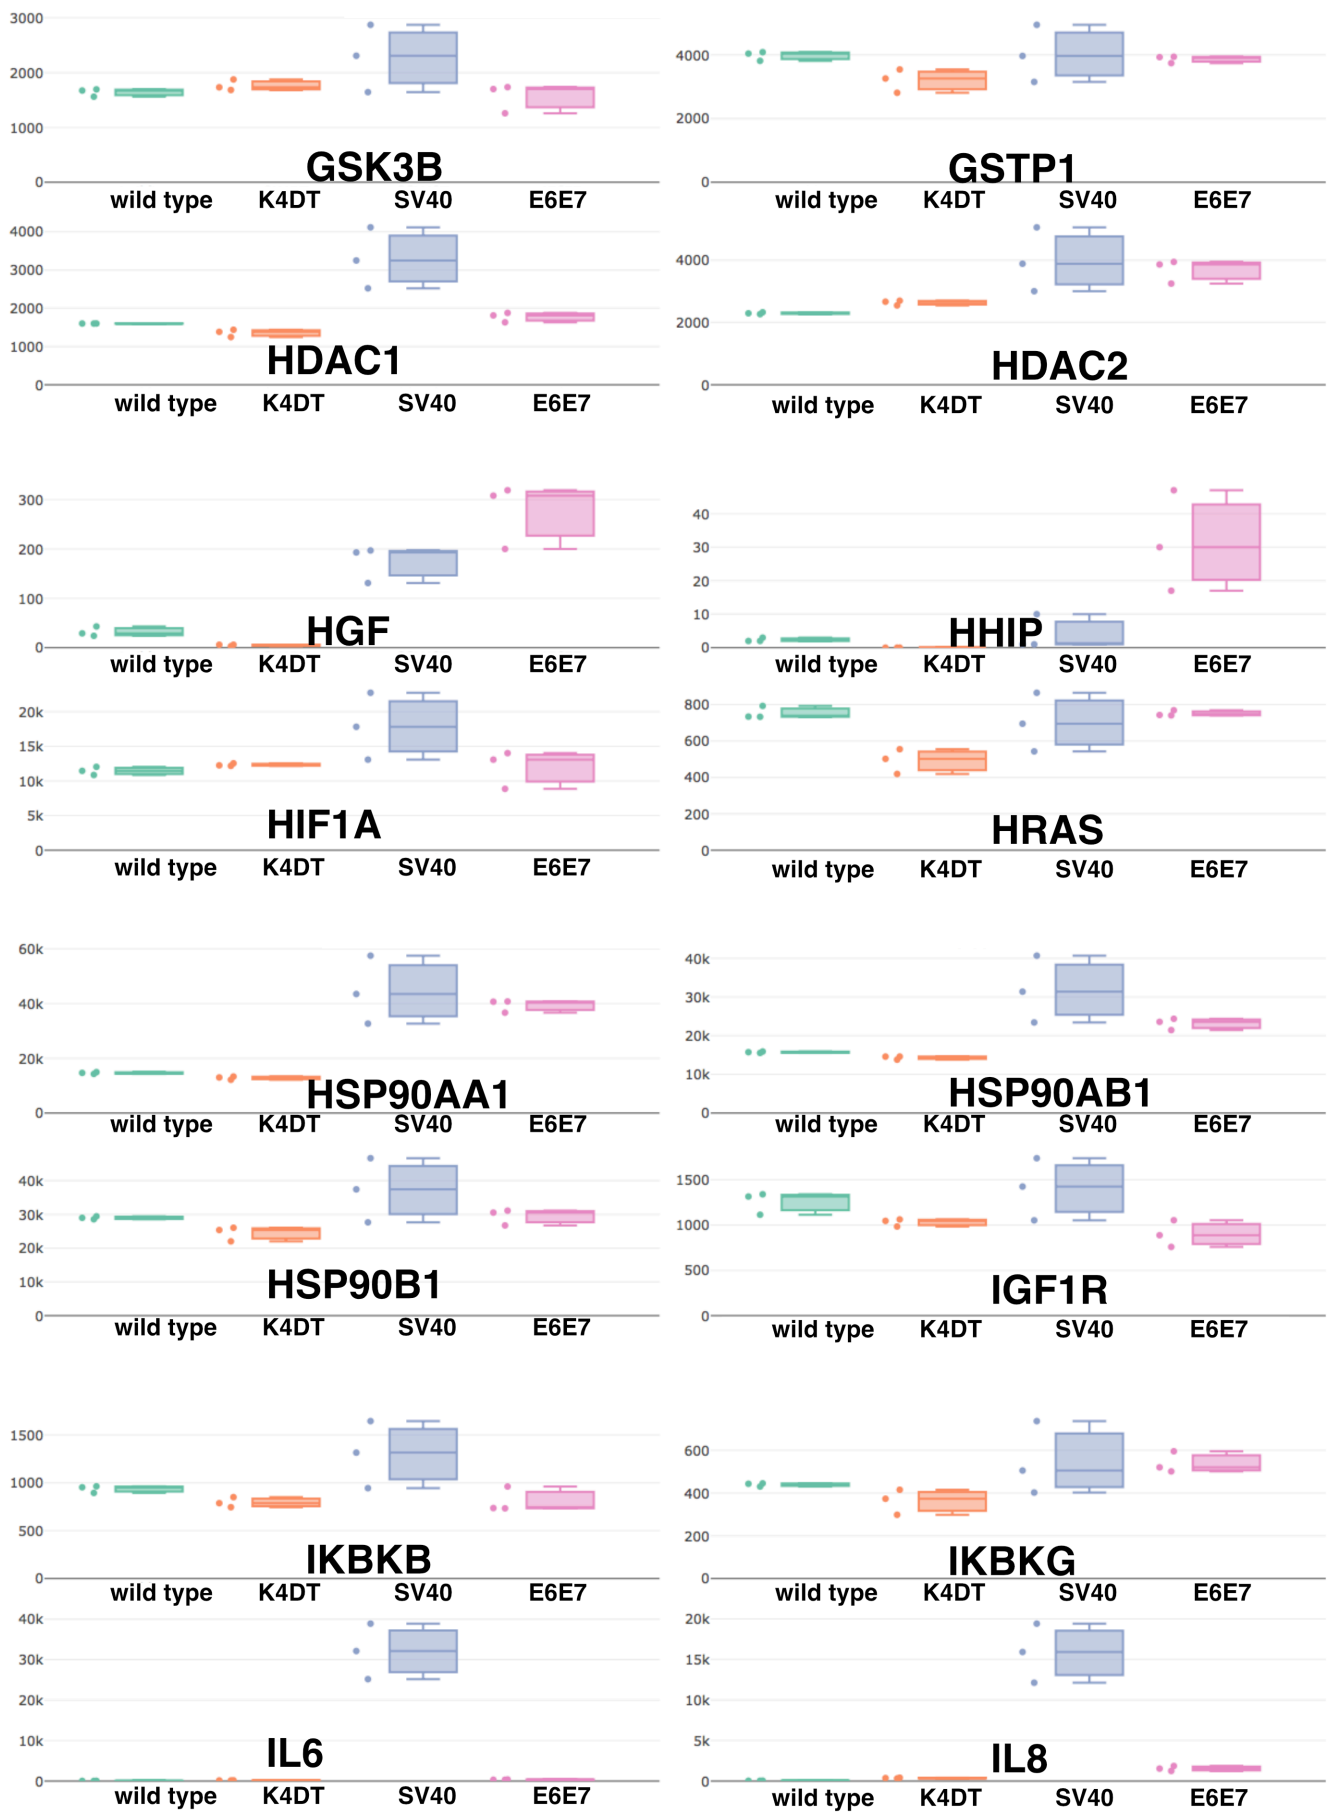 3000
2000
1000
0
GSK3B
wild type K4DT SV40 E6E7
4000
2000
0
GSTP1
wild type K4DT SV40 E6E7
4000
3000
2000
1000
0
HDAC1
wild type K4DT SV40 E6E7
4000
2000
0
HDAC2
wild type K4DT SV40 E6E7
300
200
100
0
HGF
wild type K4DT SV40 E6E7
40
30
20
10
0
HHIP
wild type K4DT SV40 E6E7
20k
15k
10k
5k
0
HIF1A
wild type K4DT SV40 E6E7
800
600
400
200
0
HRAS
wild type K4DT SV40 E6E7
60k
40k
20k
0
HSP90AA1
wild type K4DT SV40 E6E7
40k
30k
20k
10k
0
HSP90AB1
wild type K4DT SV40 E6E7
40k
30k
20k
10k
0
HSP90B1
wild type K4DT SV40 E6E7
1500
1000
500
0
IGF1R
wild type K4DT SV40 E6E7
1500
1000
500
0
IKBKB
wild type K4DT SV40 E6E7
600
400
200
0
IKBKG
wild type K4DT SV40 E6E7
40k
30k
20k
10k
0
IL6
wild type K4DT SV40 E6E7
20k
15k
10k
5k
0
IL8
wild type K4DT SV40 E6E7